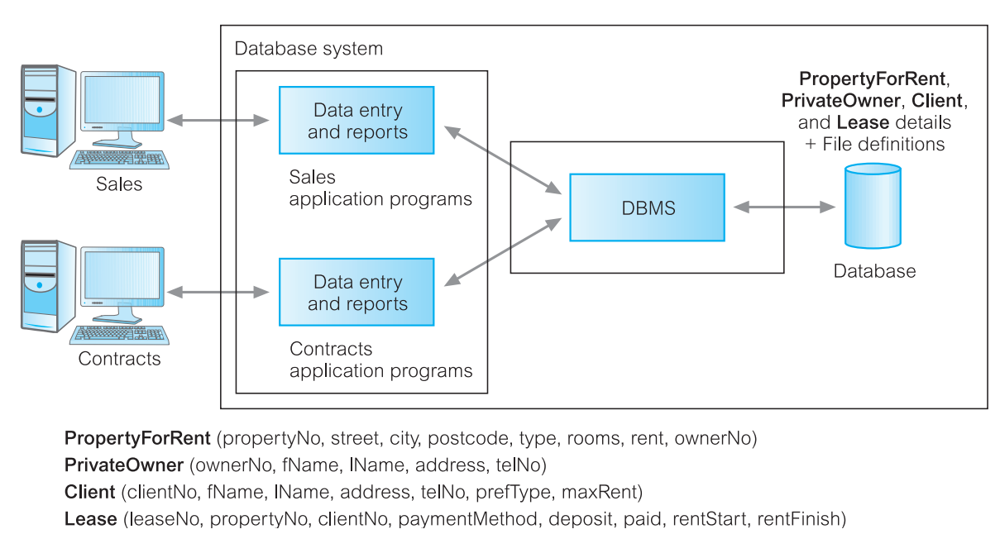 Database system
Data entry
and reports
Sales
Sales
application programs
PropertyForRent,
PrivateOwner, Client,
and Lease details
+ File definitions
DBMS
Database
Data entry
and reports
Contracts
Contracts
application programs
PropertyForRent (propertyNo, street, city, postcode, type, rooms, rent, ownerNo)
PrivateOwner (ownerNo, fName, lName, address, telNo)
Client (clientNo, fName, lName, address, telNo, prefType, maxRent)
Lease (leaseNo, propertyNo, clientNo, paymentMethod, deposit, paid, rentStart, rentFinish)